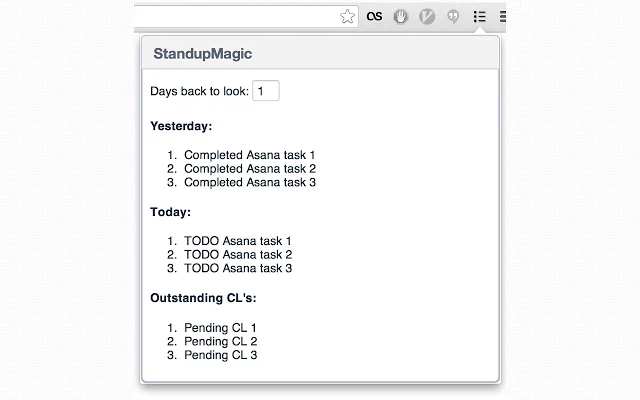 StandupMagic
Days back to look: 1
Yesterday:
1. Completed Asana task 1
2. Completed Asana task 2
3. Completed Asana task 3
Today:
1. TODO Asana task 1
2. TODO Asana task 2
3. TODO Asana task 3
Outstanding CL's:
1. Pending CL 1
2. Pending CL 2
3. Pending CL 3